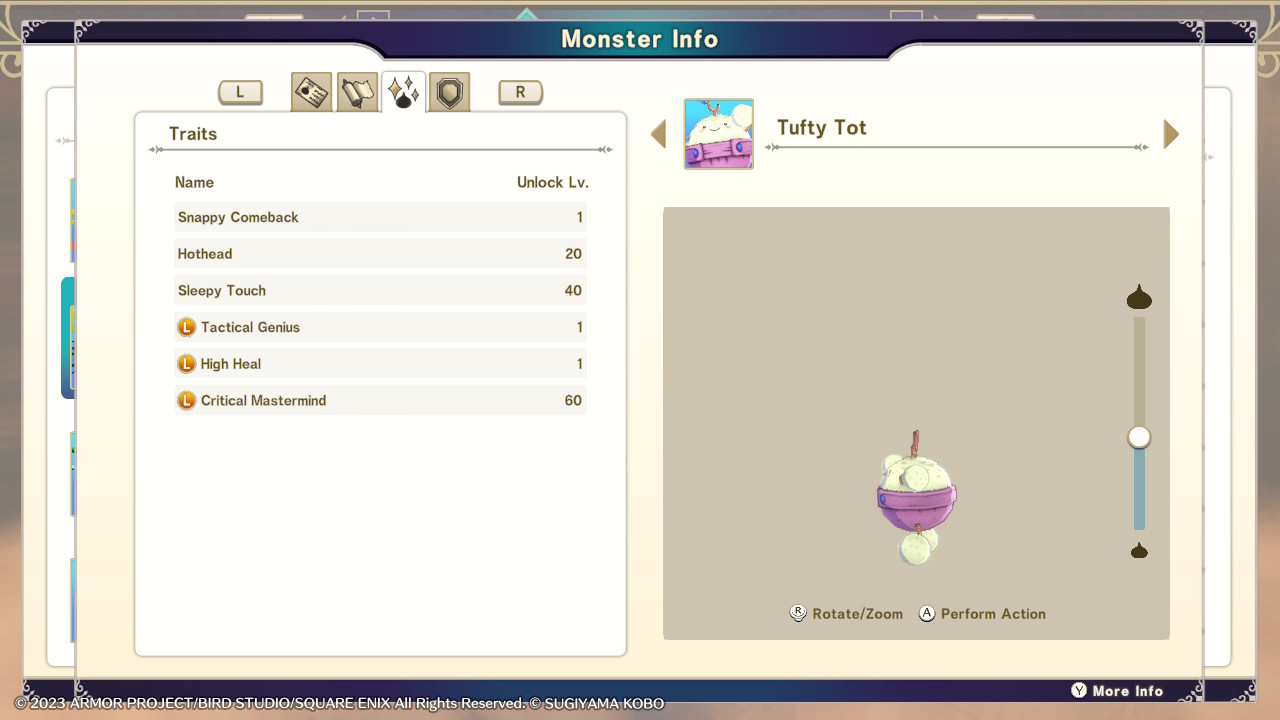 Monster Info
L
R
Traits
Tufty Tot
Name Unlock Lv.
Snappy Comeback 1
Hothead 20
Sleepy Touch 40
L Tactical Genius 1
L High Heal 1
L Critical Mastermind 60
R Rotate/Zoom A Perform Action
Y More Info
© 2023 ARMOR PROJECT/BIRD STUDIO/SQUARE ENIX All Rights Reserved. © SUGIYAMA KOBO